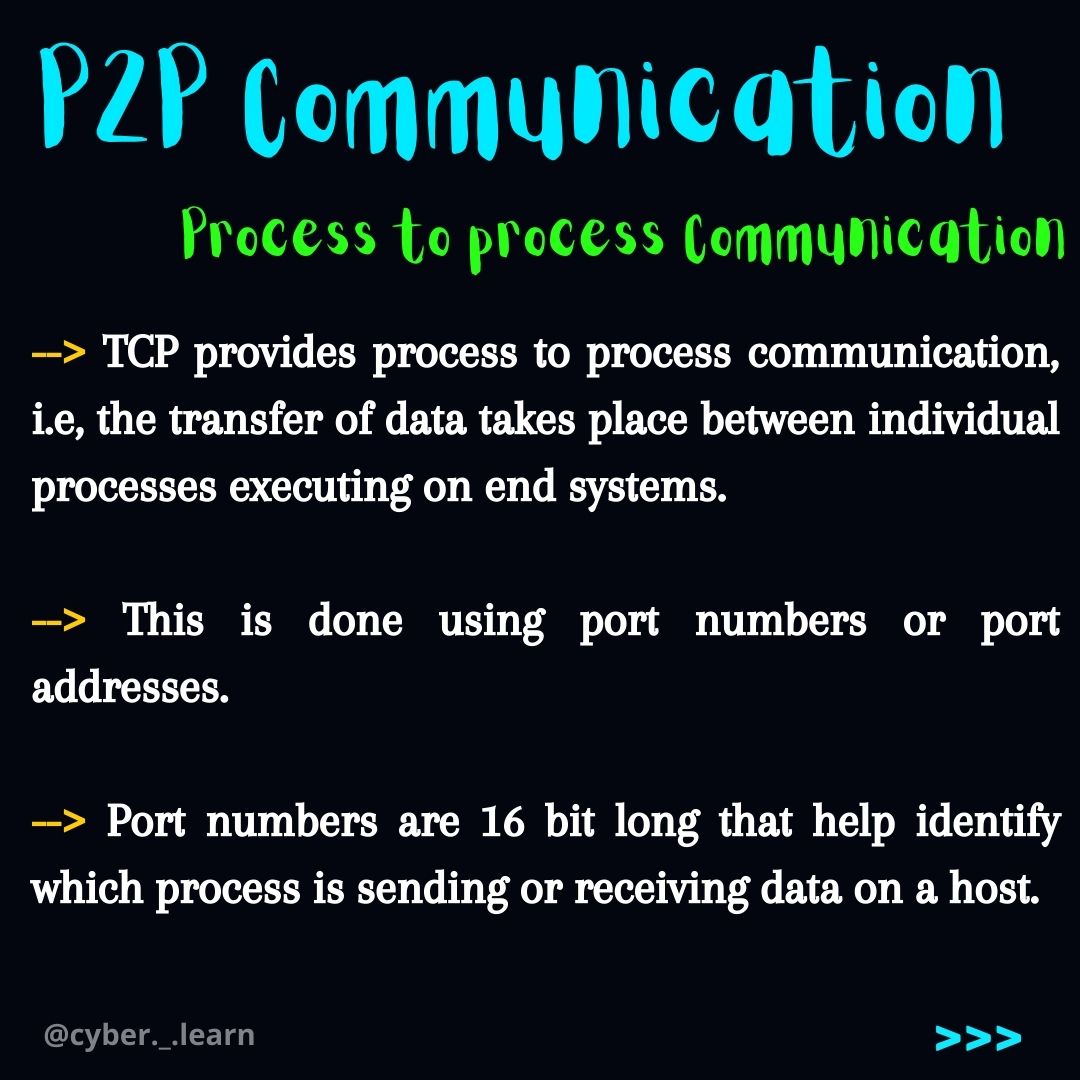 P2P Communication
Process to process Communication
--> TCP provides process to process communication,
i.e, the transfer of data takes place between individual
processes executing on end systems.
--> This is done using port numbers or port
addresses.
--> Port numbers are 16 bit long that help identify
which process is sending or receiving data on a host.
@cyber._.learn
>>>